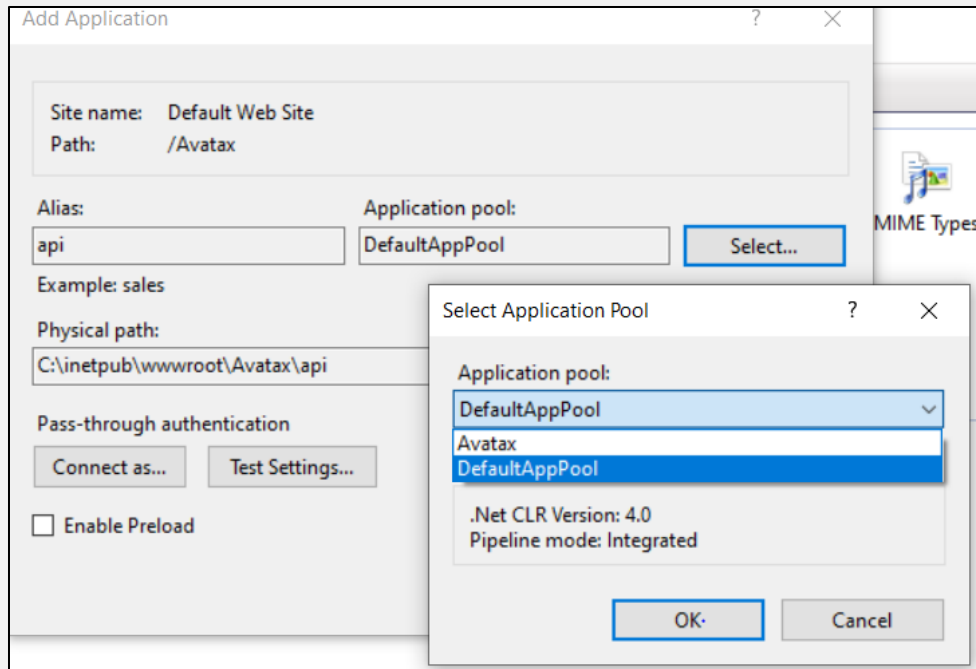 Add Application ?
Site name: Default Web Site
Path: /Avatax
MIME Types
Alias:
api
Application pool:
DefaultAppPool
Select...
Example: sales
Physical path:
C:\inetpub\wwwroot\Avatax\api
Pass-through authentication
Connect as... Test Settings...
Enable Preload
Select Application Pool ?
Application pool:
DefaultAppPool
Avatax
DefaultAppPool
.Net CLR Version: 4.0
Pipeline mode: Integrated
OK Cancel